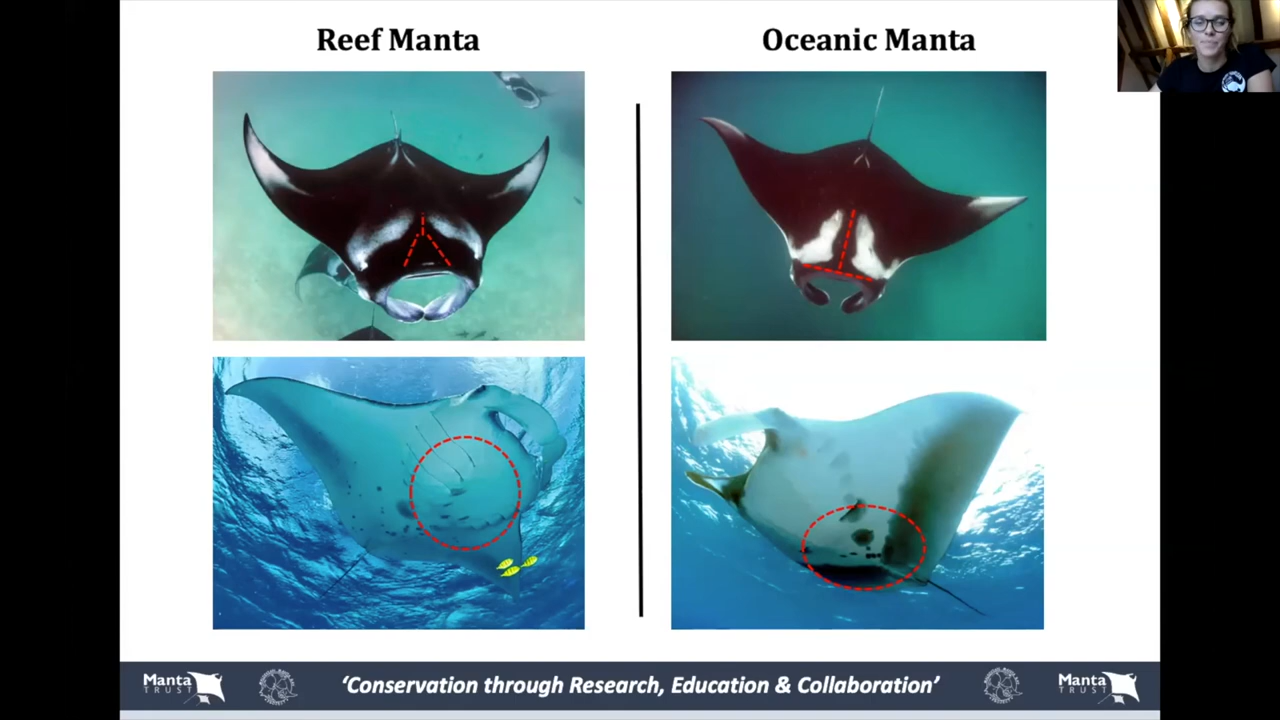 Reef Manta
Oceanic Manta
Manta
TRUST
‘Conservation through Research, Education & Collaboration’
Manta
TRUST